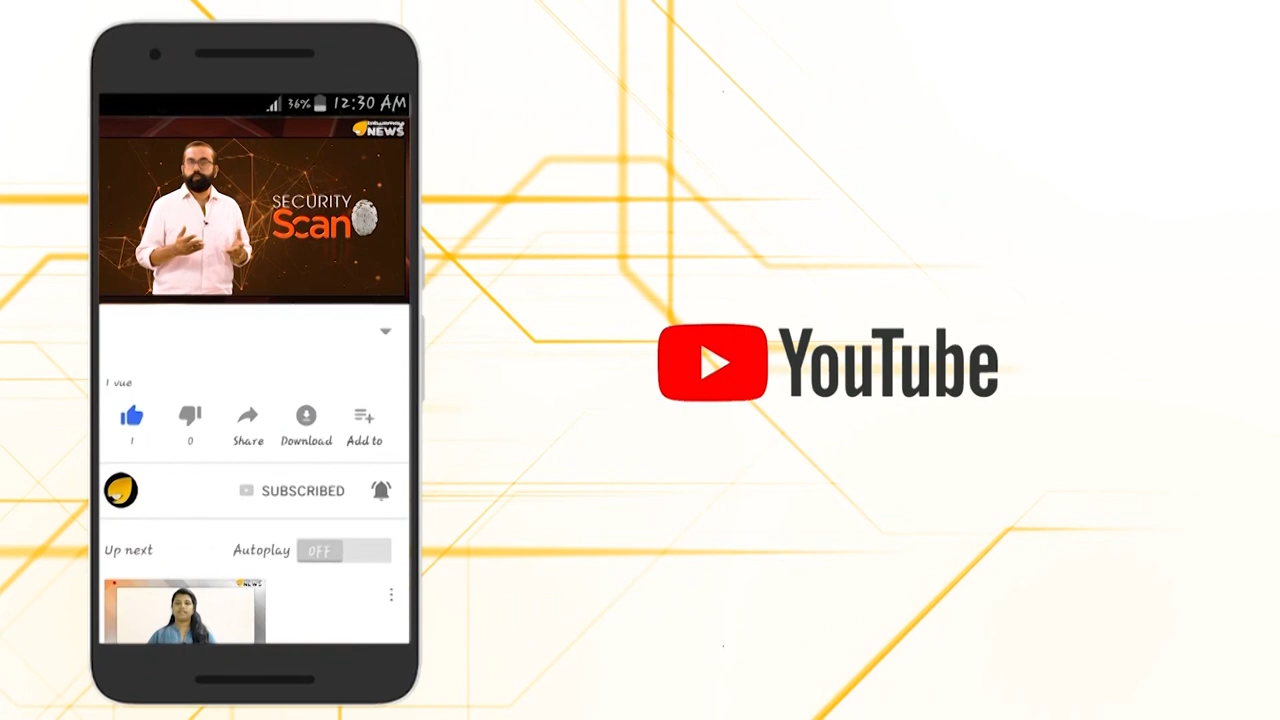 36% 12:30 AM
NEWS
SECURITY
Scan
1 vue
1
0
Share
Download
Add to
SUBSCRIBED
Up next
Autoplay
OFF
NEWS
YouTube